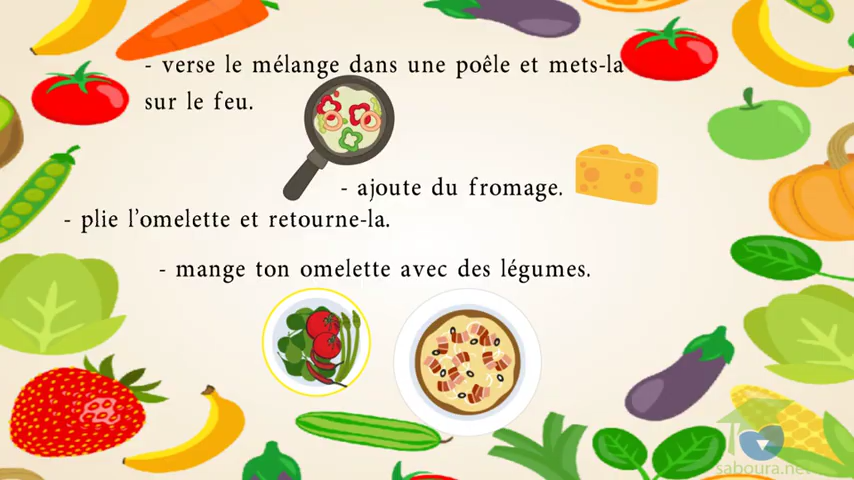 - verse le mélange dans une poêle et mets-la
sur le feu.
- ajoute du fromage.
- plie l'omelette et retourne-la.
- mange ton omelette avec des légumes.
saboura.net